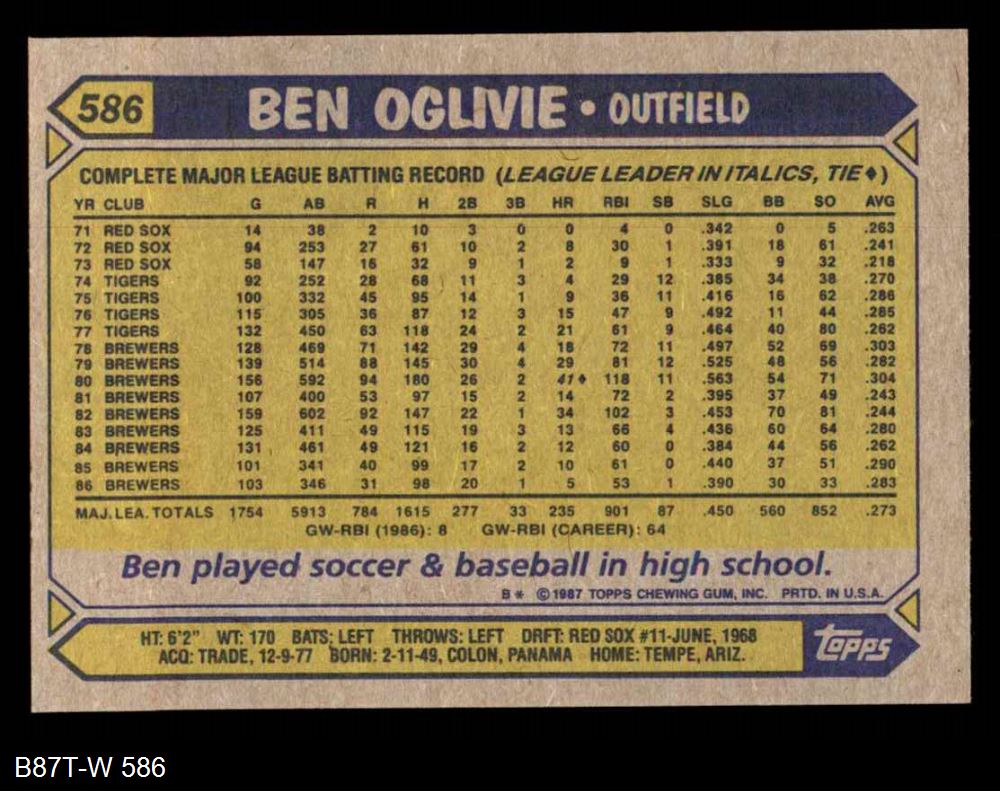 586 BEN OGLIVIE • OUTFIELD
COMPLETE MAJOR LEAGUE BATTING RECORD (LEAGUE LEADER IN ITALICS, TIE♦)
YR CLUB G AB R H 2B 3B HR RBI SB SLG BB SO AVG
71 RED SOX 14 38 2 10 3 0 0 4 0 .342 0 5 .263
72 RED SOX 94 253 27 61 10 2 8 30 1 .391 18 61 .241
73 RED SOX 58 147 16 32 9 1 2 9 1 .333 9 32 .218
74 TIGERS 92 252 28 68 11 3 4 29 12 .385 34 38 .270
75 TIGERS 100 332 45 95 14 1 9 36 11 .416 16 62 .286
76 TIGERS 115 305 36 87 12 3 15 47 9 .492 11 44 .285
77 TIGERS 132 450 63 118 24 2 21 61 9 .464 40 80 .262
78 BREWERS 128 469 71 142 29 4 18 72 11 .497 52 69 .303
79 BREWERS 139 514 88 145 30 4 29 81 12 .525 48 56 .282
80 BREWERS 156 592 94 180 26 2 41♦ 118 11 .563 54 71 .304
81 BREWERS 107 400 53 97 15 2 14 72 2 .395 37 49 .243
82 BREWERS 159 602 92 147 22 1 34 102 3 .453 70 81 .244
83 BREWERS 125 411 49 115 19 3 13 66 4 .436 60 64 .280
84 BREWERS 131 461 49 121 16 2 12 60 0 .384 44 56 .262
85 BREWERS 101 341 40 99 17 2 10 61 0 .440 37 51 .290
86 BREWERS 103 346 31 98 20 1 5 53 1 .390 30 33 .283
MAJ. LEA. TOTALS 1754 5913 784 1615 277 33 235 901 87 .450 560 852 .273
GW-RBI (1986): 8 GW-RBI (CAREER): 64
Ben played soccer & baseball in high school.
B* ©1987 TOPPS CHEWING GUM, INC. PRTD. IN U.S.A.
HT: 6'2" WT: 170 BATS: LEFT THROWS: LEFT DRFT: RED SOX #11-JUNE, 1968
ACQ: TRADE, 12-9-77 BORN: 2-11-49, COLON, PANAMA HOME: TEMPE, ARIZ.
topps
B87T-W 586